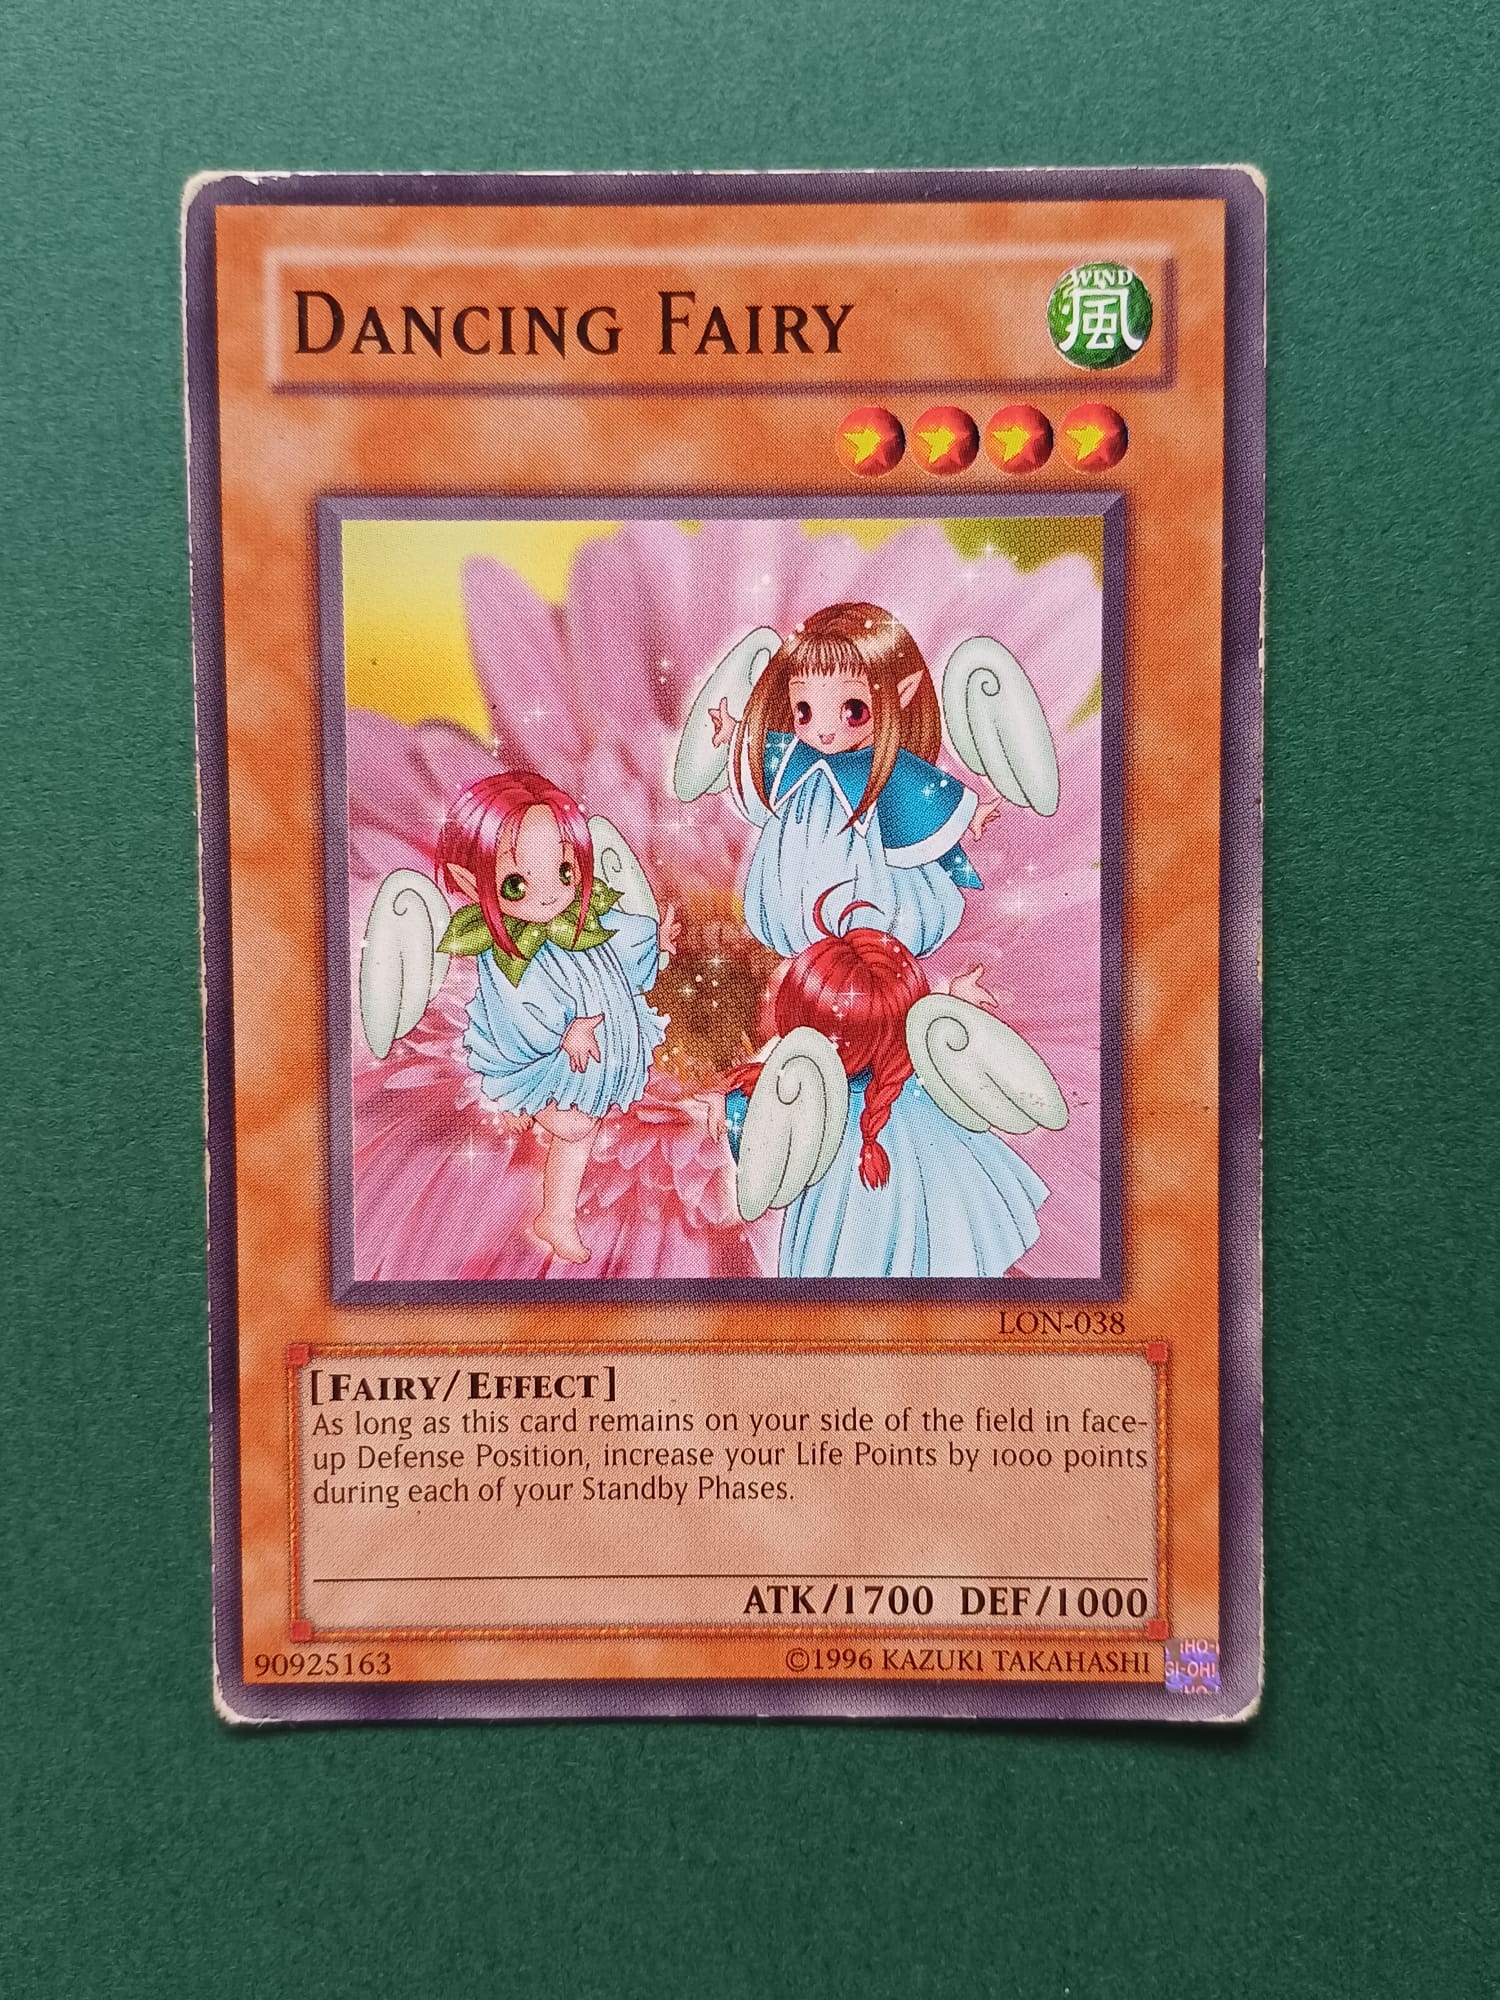 DANCING FAIRY
WIND
風
LON-038
[FAIRY/EFFECT]
As long as this card remains on your side of the field in face-
up Defense Position, increase your Life Points by 1000 points
during each of your Standby Phases.
ATK/1700 DEF/1000
90925163
©1996 KAZUKI TAKAHASHI
GI-OH!